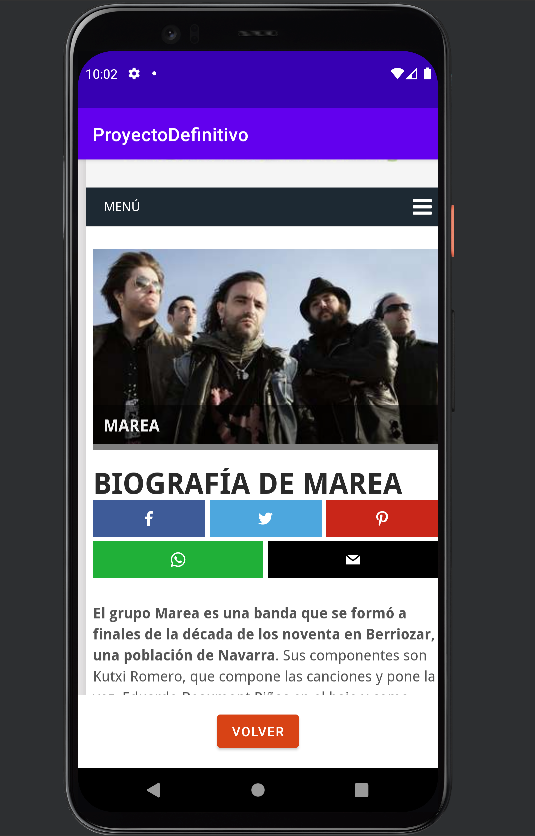 10:02
ProyectoDefinitivo
MENÚ
MAREA
BIOGRAFÍA DE MAREA
El grupo Marea es una banda que se formó a
finales de la década de los noventa en Berriozar,
una población de Navarra. Sus componentes son
Kutxi Romero, que compone las canciones y pone la
VOLVER